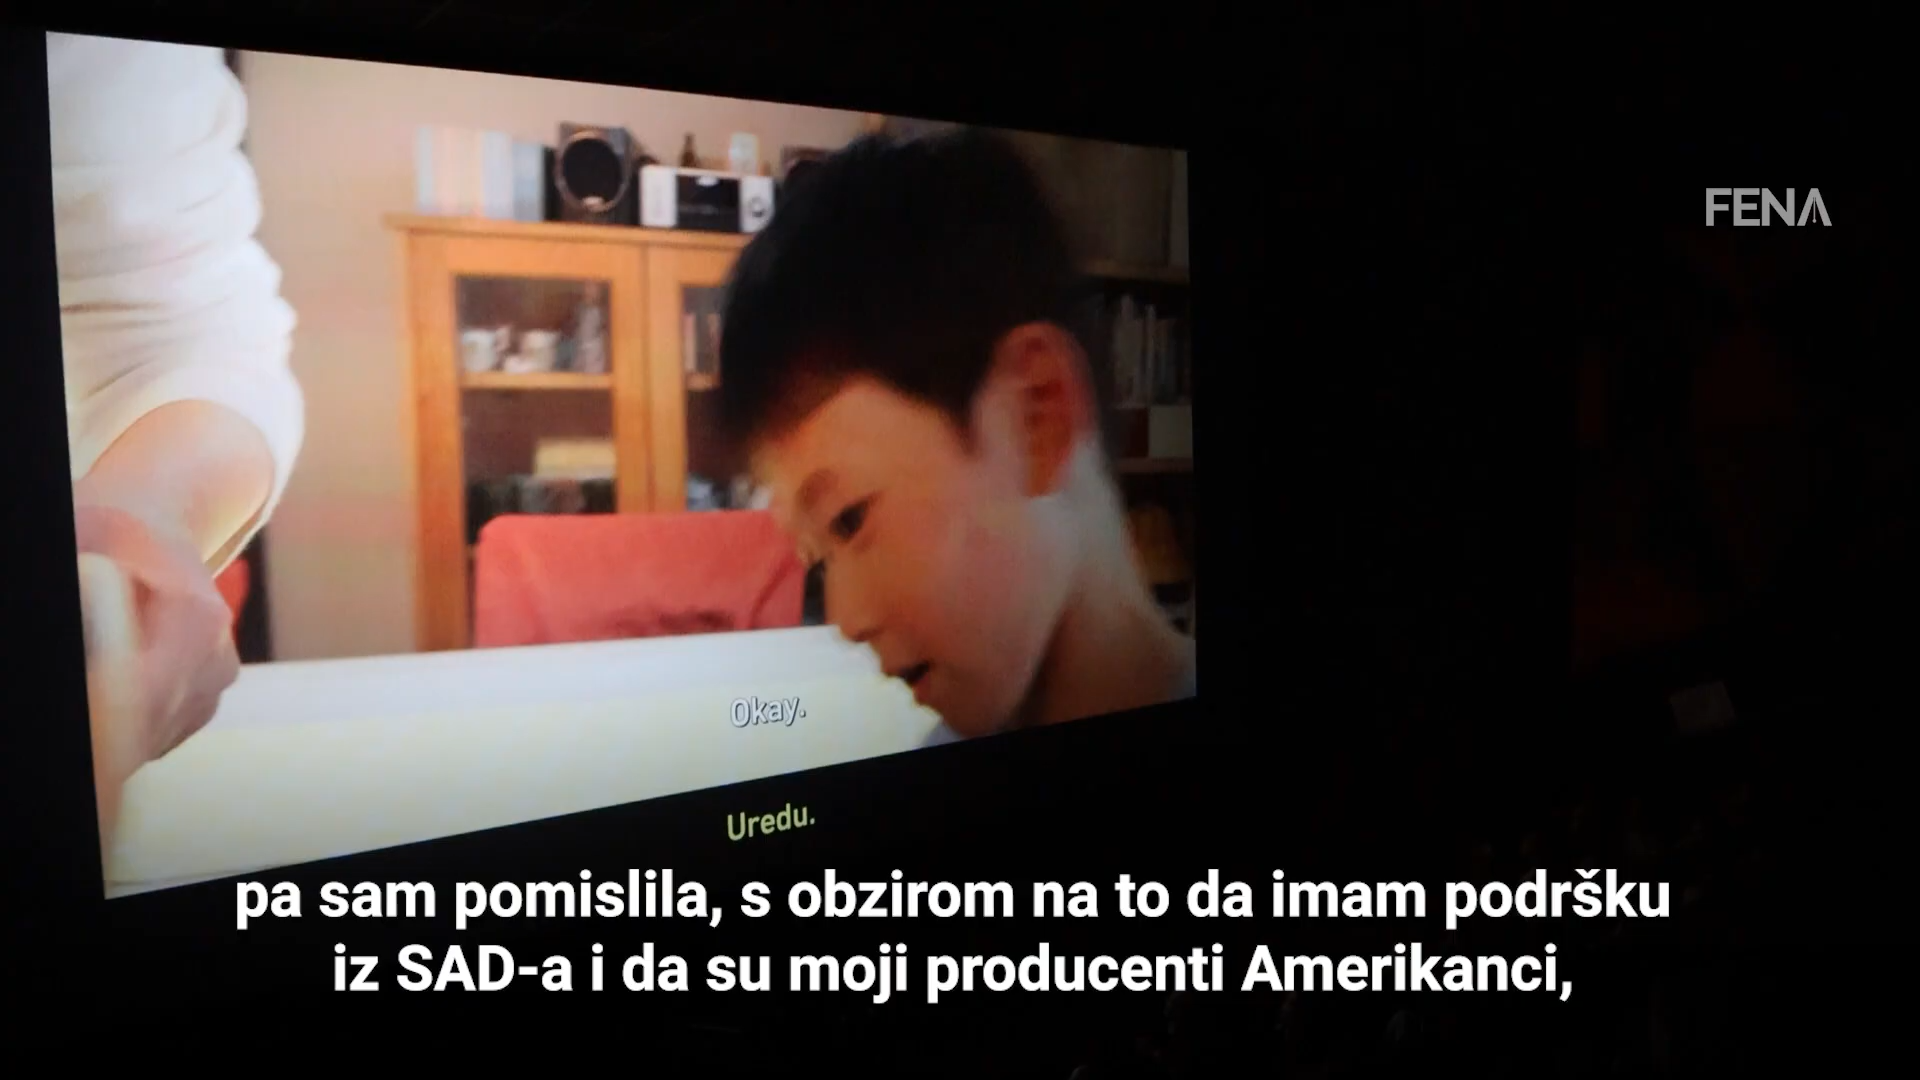 FENA
Okay.
Uredu.
pa sam pomislila, s obzirom na to da imam podršku
iz SAD-a i da su moji producenti Amerikanci,